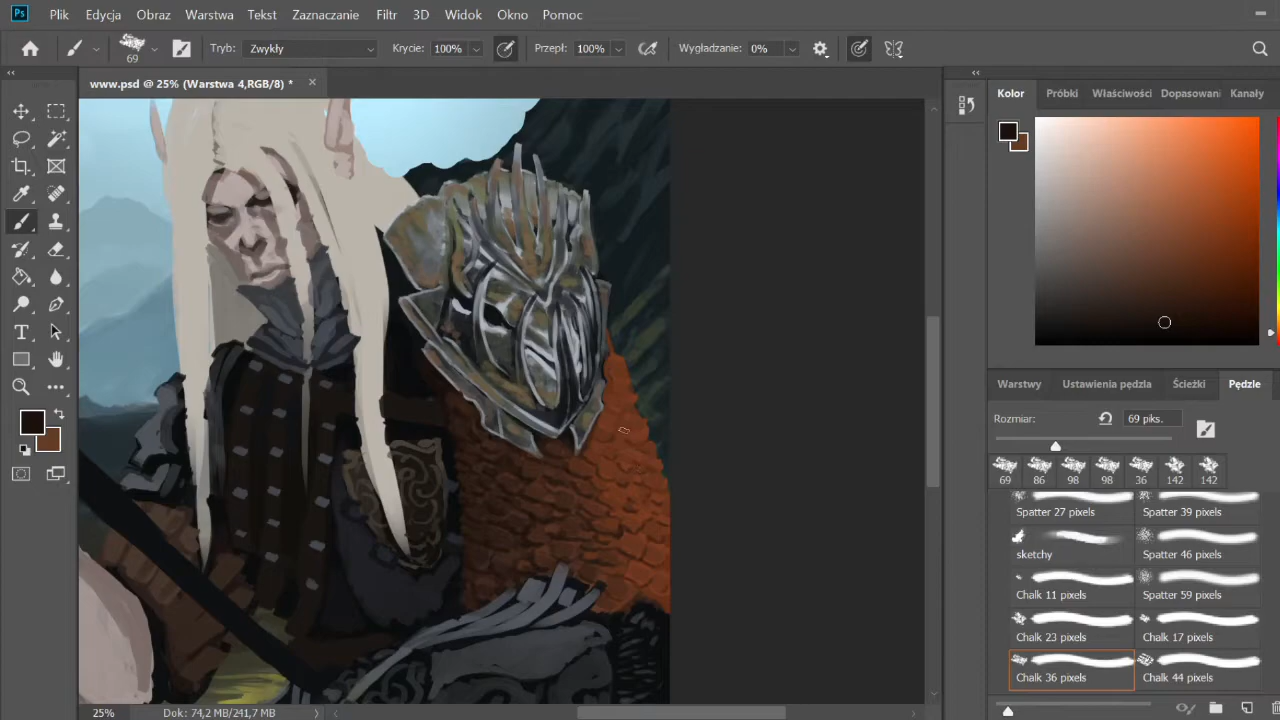 Ps Plik Edycja Obraz Warstwa Tekst Zaznaczanie Filtr 3D Widok Okno Pomoc
69 Tryb: Zwykły Krycie: 100% Przepł: 100% Wygładzanie: 0%
www.psd @ 25% (Warstwa 4,RGB/8) *
Kolor Próbki Właściwości Dopasowani Kanały
Warstwy Ustawienia pędzla Ścieżki Pędzle
Rozmiar: 69 piks.
69 86 98 98 36 142 142
Spatter 27 pixels Spatter 39 pixels
sketchy Spatter 46 pixels
Chalk 11 pixels Spatter 59 pixels
Chalk 23 pixels Chalk 17 pixels
Chalk 36 pixels Chalk 44 pixels
25% Dok: 74,2 MB/241,7 MB